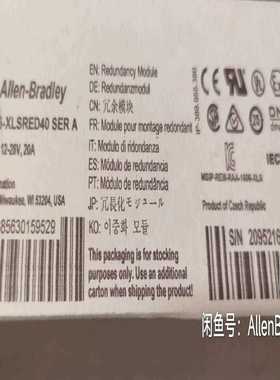 Allen-Bradley
-XLSRED40 SER A
12-28V, 20A
Milwaukee, WI 53204, USA
85630159529
EN: Redundancy Module
DE: Redundanzmodul
CN: 冗余模块
FR: Module pour montage redondant
IT: Modulo di ridondanza
ES: Módulo de redundancia
PT: Módulo de redundância
JP: 冗長化モジュール
KO: 이중화 모듈
This packaging is
suitable for stocking
purposes. Use an
additional carton when
shipping the product!
IEC
Product of Czech Republic
S/N 2095216
闲鱼号：AllenB